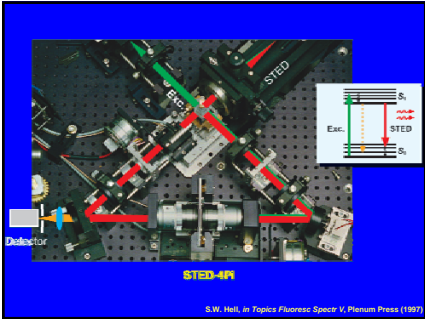 STED
Exc.
S₁
Exc.
STED
S₀
Detector
STED-4Pi
S.W. Hell, in Topics Fluoresc Spectr V, Plenum Press (1997)